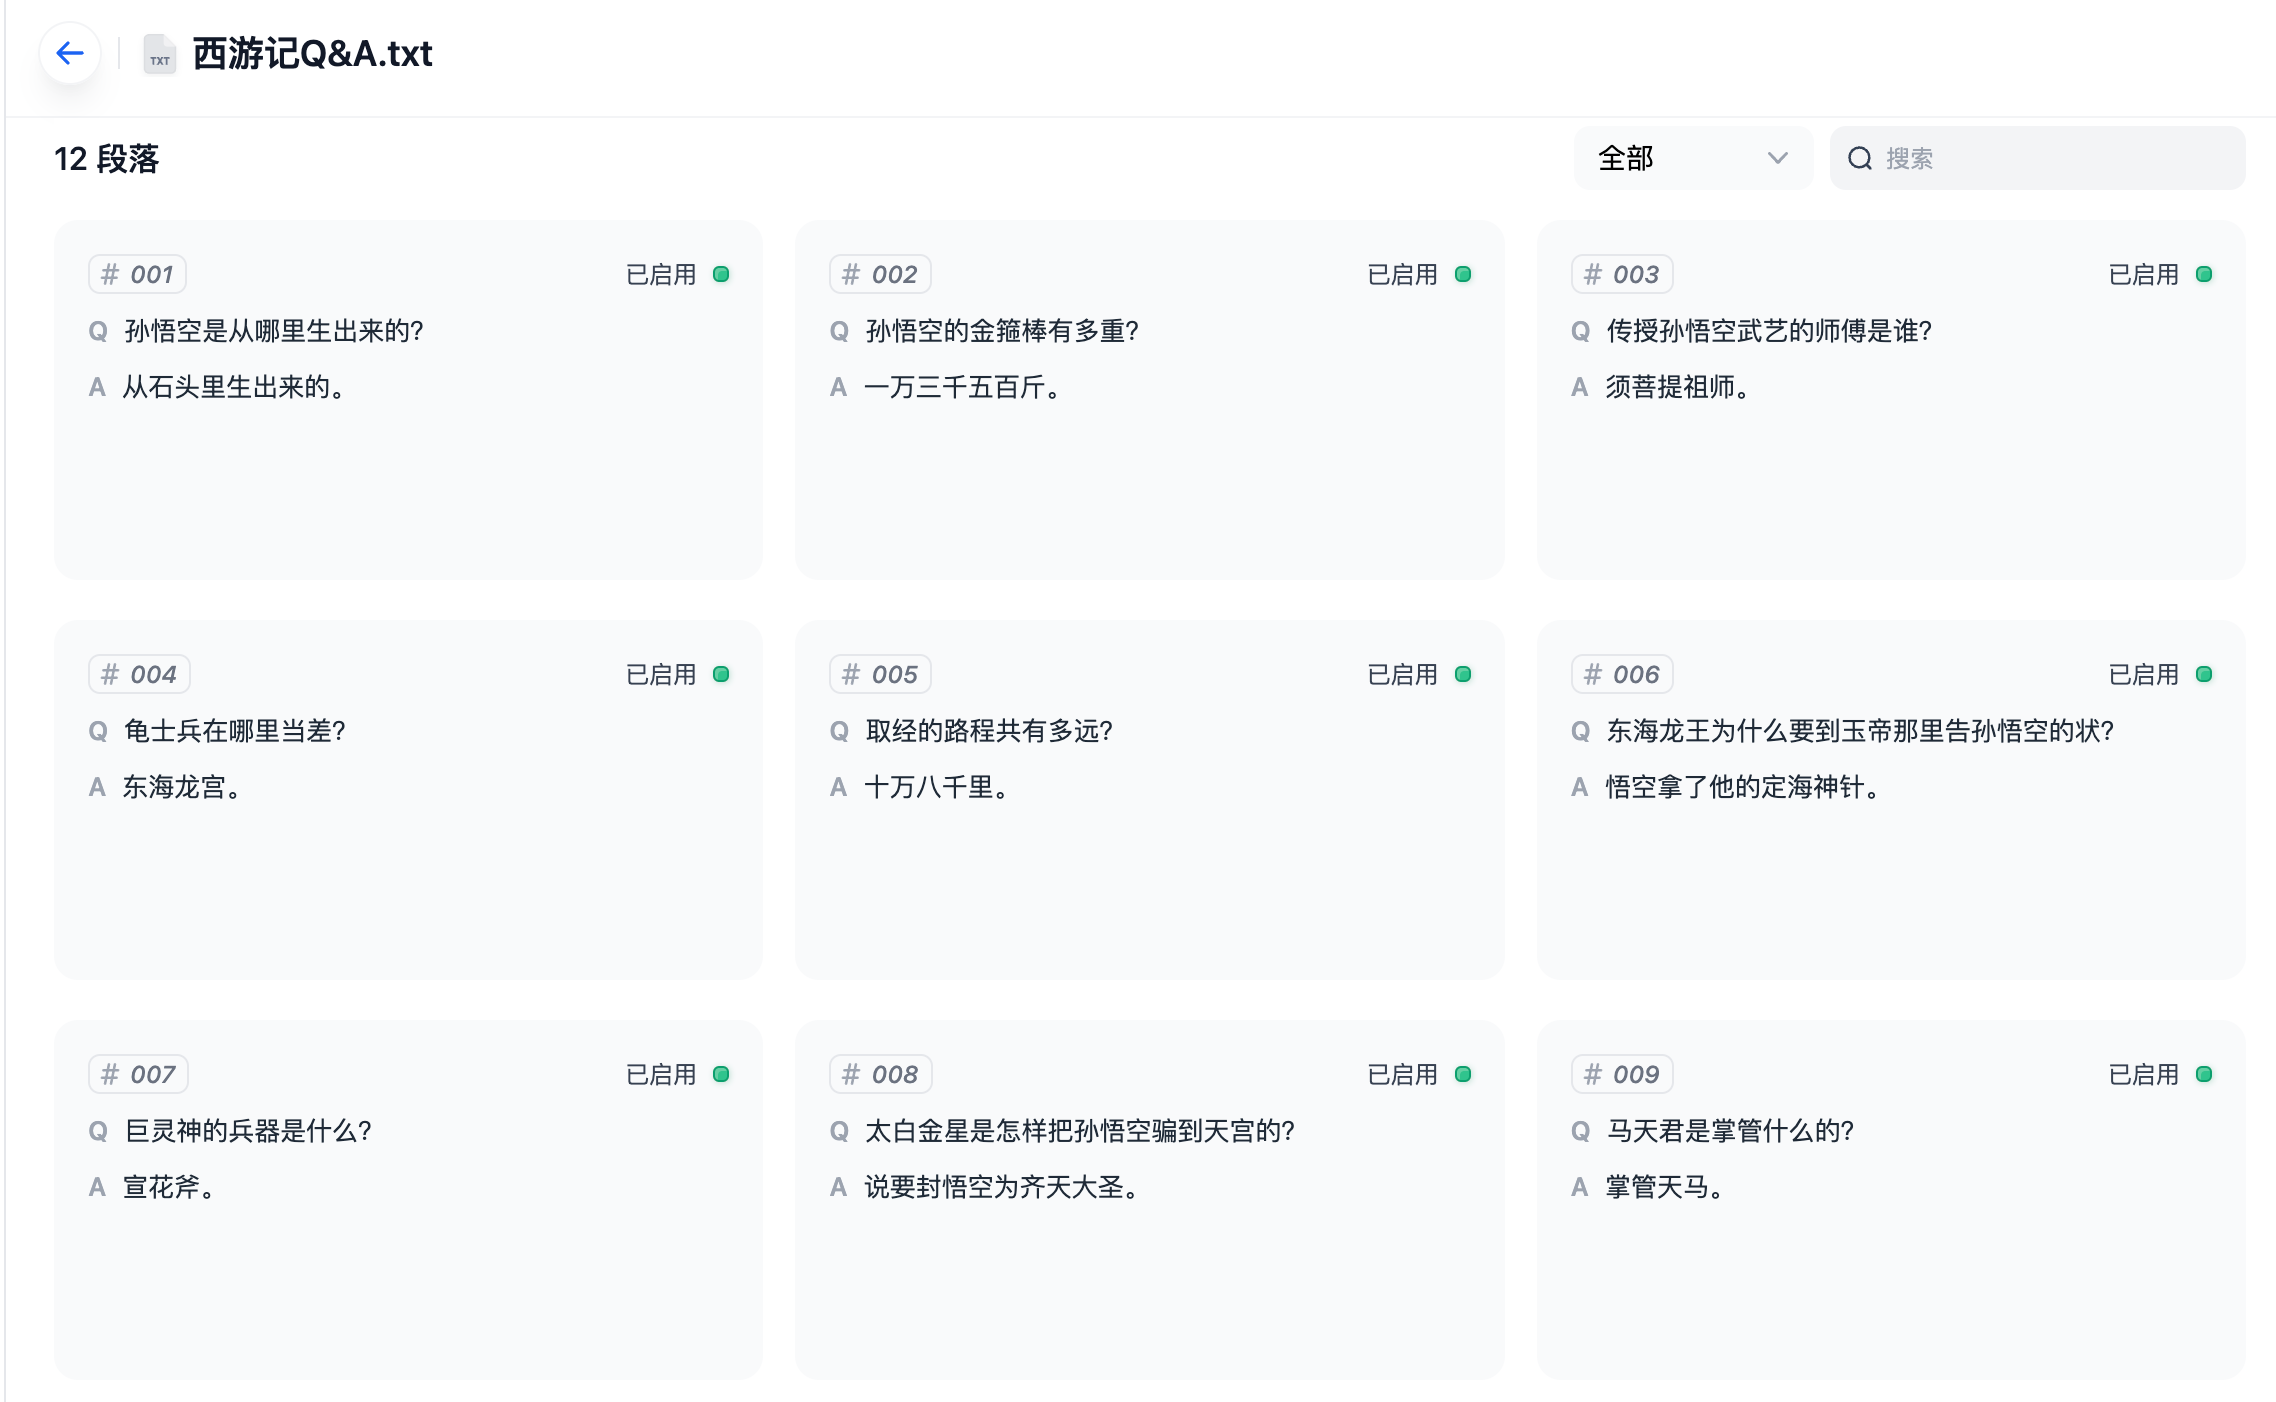 TXT 西游记Q&A.txt
12 段落 全部 搜索
# 001 已启用
Q 孙悟空是从哪里生出来的?
A 从石头里生出来的。
# 002 已启用
Q 孙悟空的金箍棒有多重?
A 一万三千五百斤。
# 003 已启用
Q 传授孙悟空武艺的师傅是谁?
A 须菩提祖师。
# 004 已启用
Q 龟士兵在哪里当差?
A 东海龙宫。
# 005 已启用
Q 取经的路程共有多远?
A 十万八千里。
# 006 已启用
Q 东海龙王为什么要到玉帝那里告孙悟空的状?
A 悟空拿了他的定海神针。
# 007 已启用
Q 巨灵神的兵器是什么?
A 宣花斧。
# 008 已启用
Q 太白金星是怎样把孙悟空骗到天宫的?
A 说要封悟空为齐天大圣。
# 009 已启用
Q 马天君是掌管什么的?
A 掌管天马。